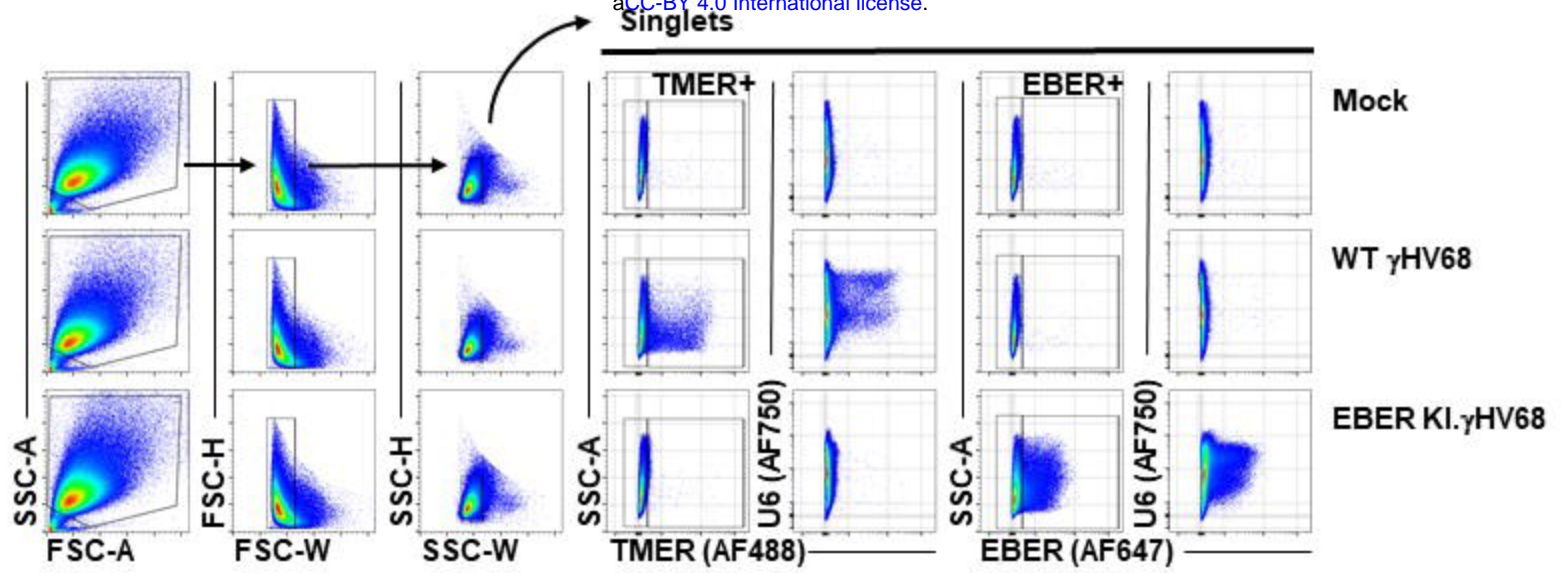 aCC-BY 4.0 International license.
Singlets
TMER+
EBER+
Mock
WT γHV68
EBER KI.γHV68
SSC-A
FSC-H
SSC-H
SSC-A
U6 (AF750)
SSC-A
U6 (AF750)
FSC-A
FSC-W
SSC-W
TMER (AF488)
EBER (AF647)